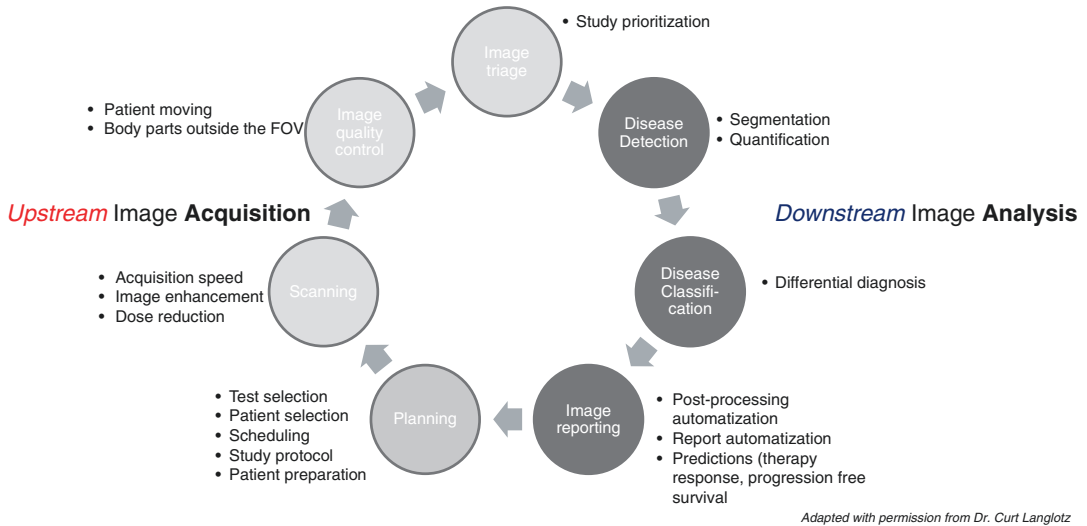 Image
triage
• Study prioritization
Disease
Detection
• Segmentation
• Quantification
Downstream Image Analysis
Disease
Classifi-
cation
• Differential diagnosis
Image
reporting
• Post-processing
automatization
• Report automatization
• Predictions (therapy
response, progression free
survival
Planning
• Test selection
• Patient selection
• Scheduling
• Study protocol
• Patient preparation
Scanning
• Acquisition speed
• Image enhancement
• Dose reduction
Upstream Image Acquisition
Image
quality
control
• Patient moving
• Body parts outside the FOV
Adapted with permission from Dr. Curt Langlotz